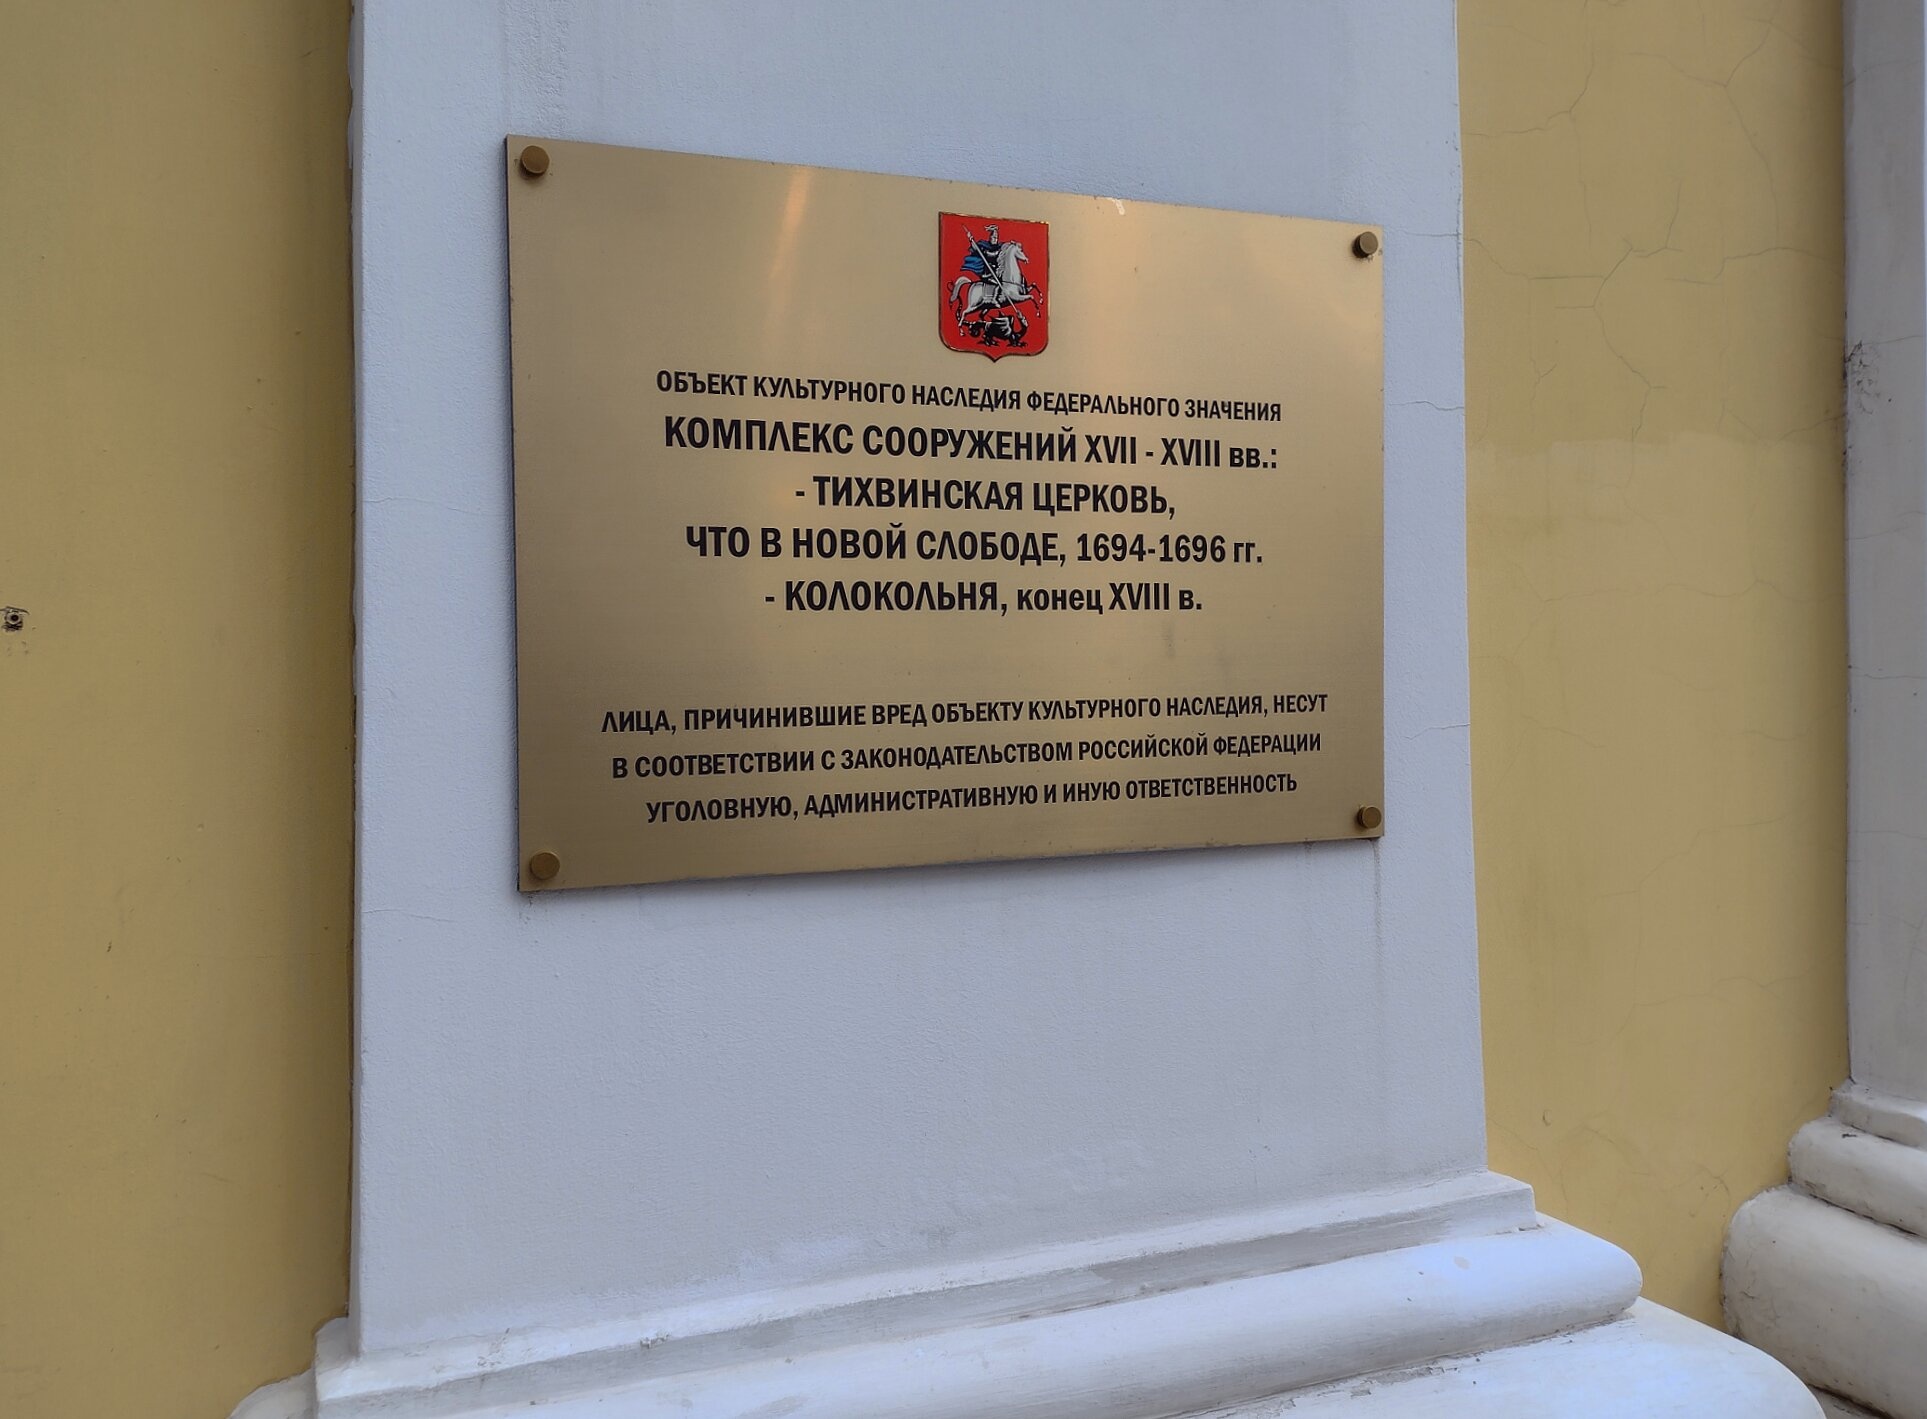 ОБЪЕКТ КУЛЬТУРНОГО НАСЛЕДИЯ ФЕДЕРАЛЬНОГО ЗНАЧЕНИЯ
КОМПЛЕКС СООРУЖЕНИЙ XVII - XVIII вв.:
- ТИХВИНСКАЯ ЦЕРКОВЬ,
ЧТО В НОВОЙ СЛОБОДЕ, 1694-1696 гг.
- КОЛОКОЛЬНЯ, конец XVIII в.
ЛИЦА, ПРИЧИНИВШИЕ ВРЕД ОБЪЕКТУ КУЛЬТУРНОГО НАСЛЕДИЯ, НЕСУТ
В СООТВЕТСТВИИ С ЗАКОНОДАТЕЛЬСТВОМ РОССИЙСКОЙ ФЕДЕРАЦИИ
УГОЛОВНУЮ, АДМИНИСТРАТИВНУЮ И ИНУЮ ОТВЕТСТВЕННОСТЬ